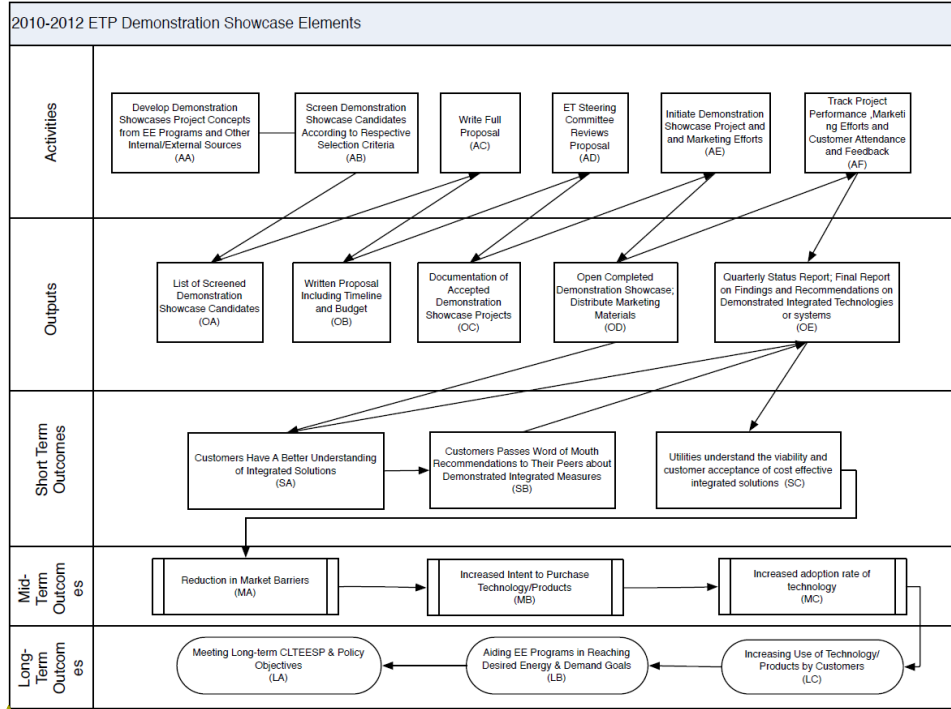 2010-2012 ETP Demonstration Showcase Elements
Activities
Develop Demonstration
Showcases Project Concepts
from EE Programs and Other
Internal/External Sources
(AA)
Screen Demonstration
Showcase Candidates
According to Respective
Selection Criteria
(AB)
Write Full
Proposal
(AC)
ET Steering
Committee
Reviews
Proposal
(AD)
Initiate Demonstration
Showcase Project and
and Marketing Efforts
(AE)
Track Project
Performance ,Marketi
ng Efforts and
Customer Attendance
and Feedback
(AF)
Outputs
List of Screened
Demonstration
Showcase Candidates
(OA)
Written Proposal
Including Timeline
and Budget
(OB)
Documentation of
Accepted
Demonstration
Showcase Projects
(OC)
Open Completed
Demonstration Showcase;
Distribute Marketing
Materials
(OD)
Quarterly Status Report; Final Report
on Findings and Recommendations on
Demonstrated Integrated Technologies
or systems
(OE)
Short Term
Outcomes
Customers Have A Better Understanding
of Integrated Solutions
(SA)
Customers Passes Word of Mouth
Recommendations to Their Peers about
Demonstrated Integrated Measures
(SB)
Utilities understand the viability and
customer acceptance of cost effective
integrated solutions (SC)
Mid-
Term
Outcom
es
Reduction in Market Barriers
(MA)
Increased Intent to Purchase
Technology/Products
(MB)
Increased adoption rate of
technology
(MC)
Long-
Term
Outcom
es
Meeting Long-term CLTEESP & Policy
Objectives
(LA)
Aiding EE Programs in Reaching
Desired Energy & Demand Goals
(LB)
Increasing Use of Technology/
Products by Customers
(LC)